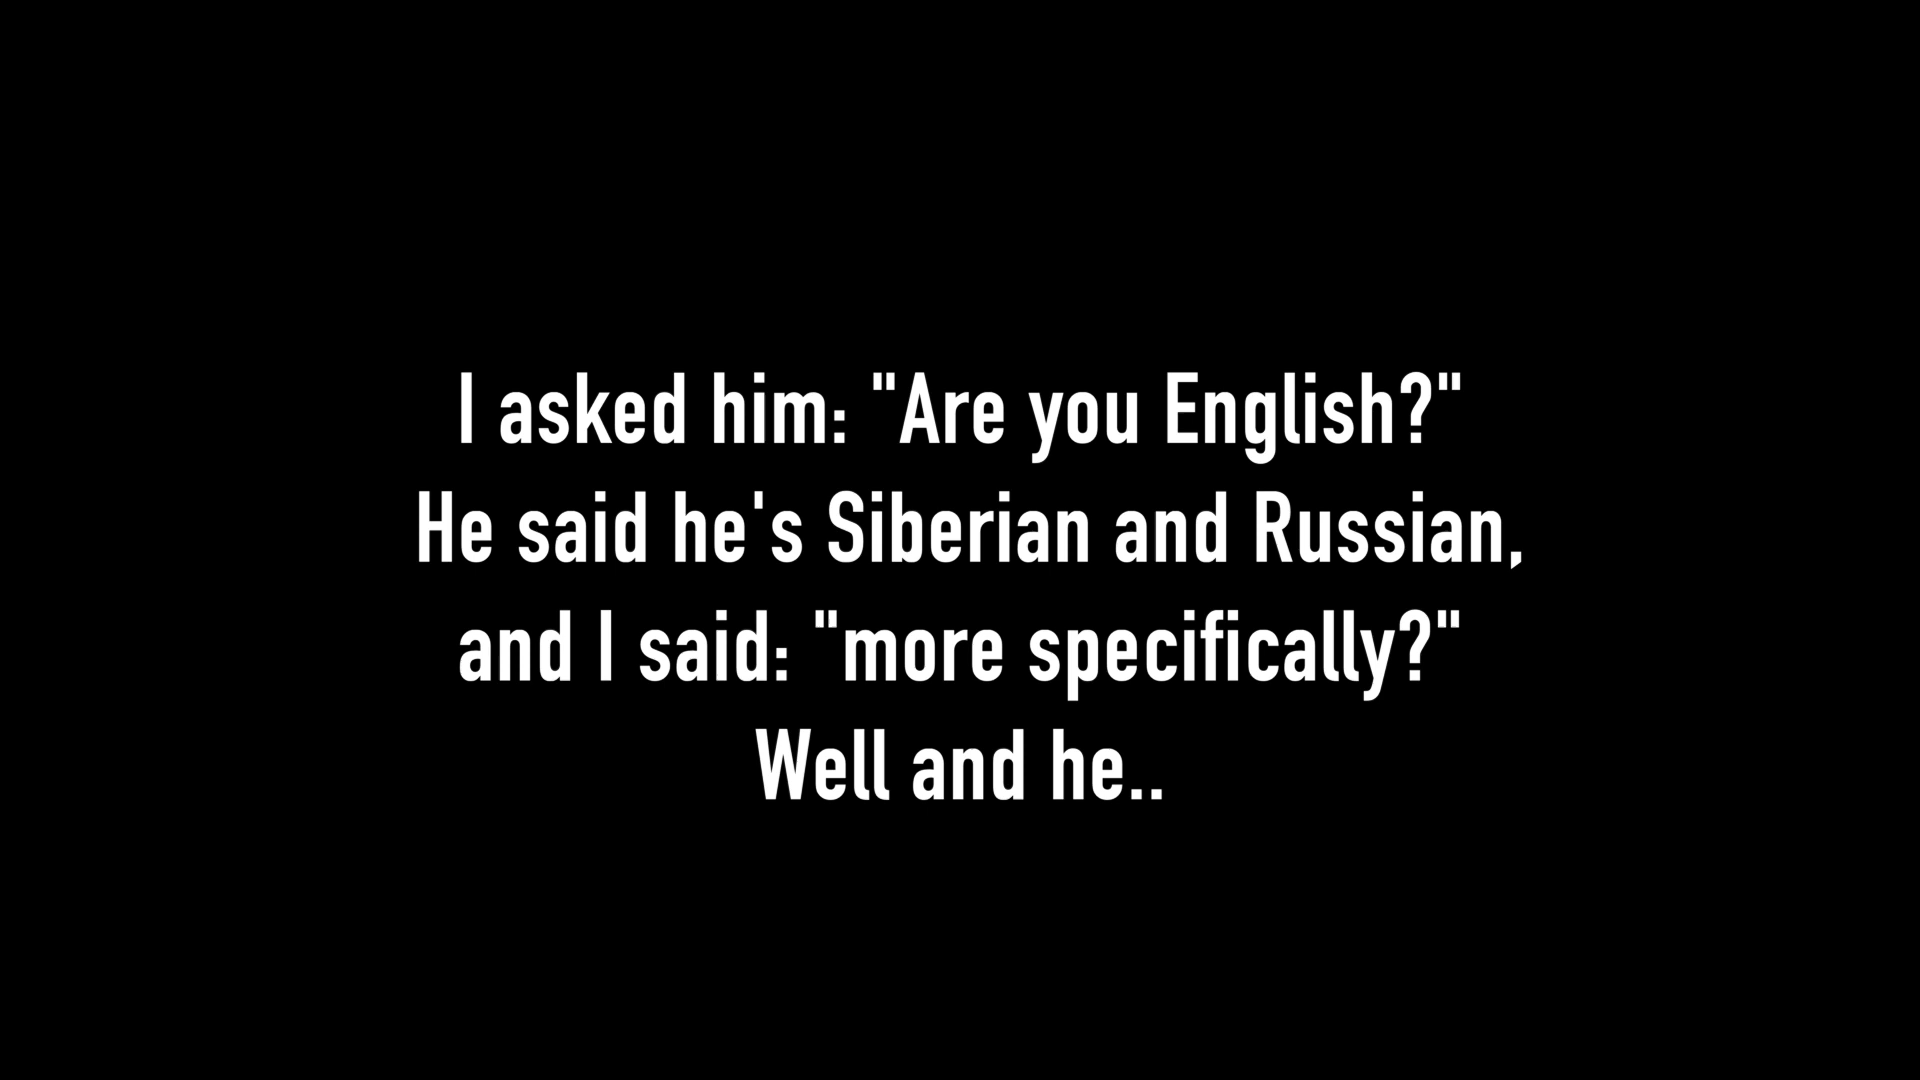 I asked him: "Are you English?"
He said he's Siberian and Russian,
and I said: "more specifically?"
Well and he..